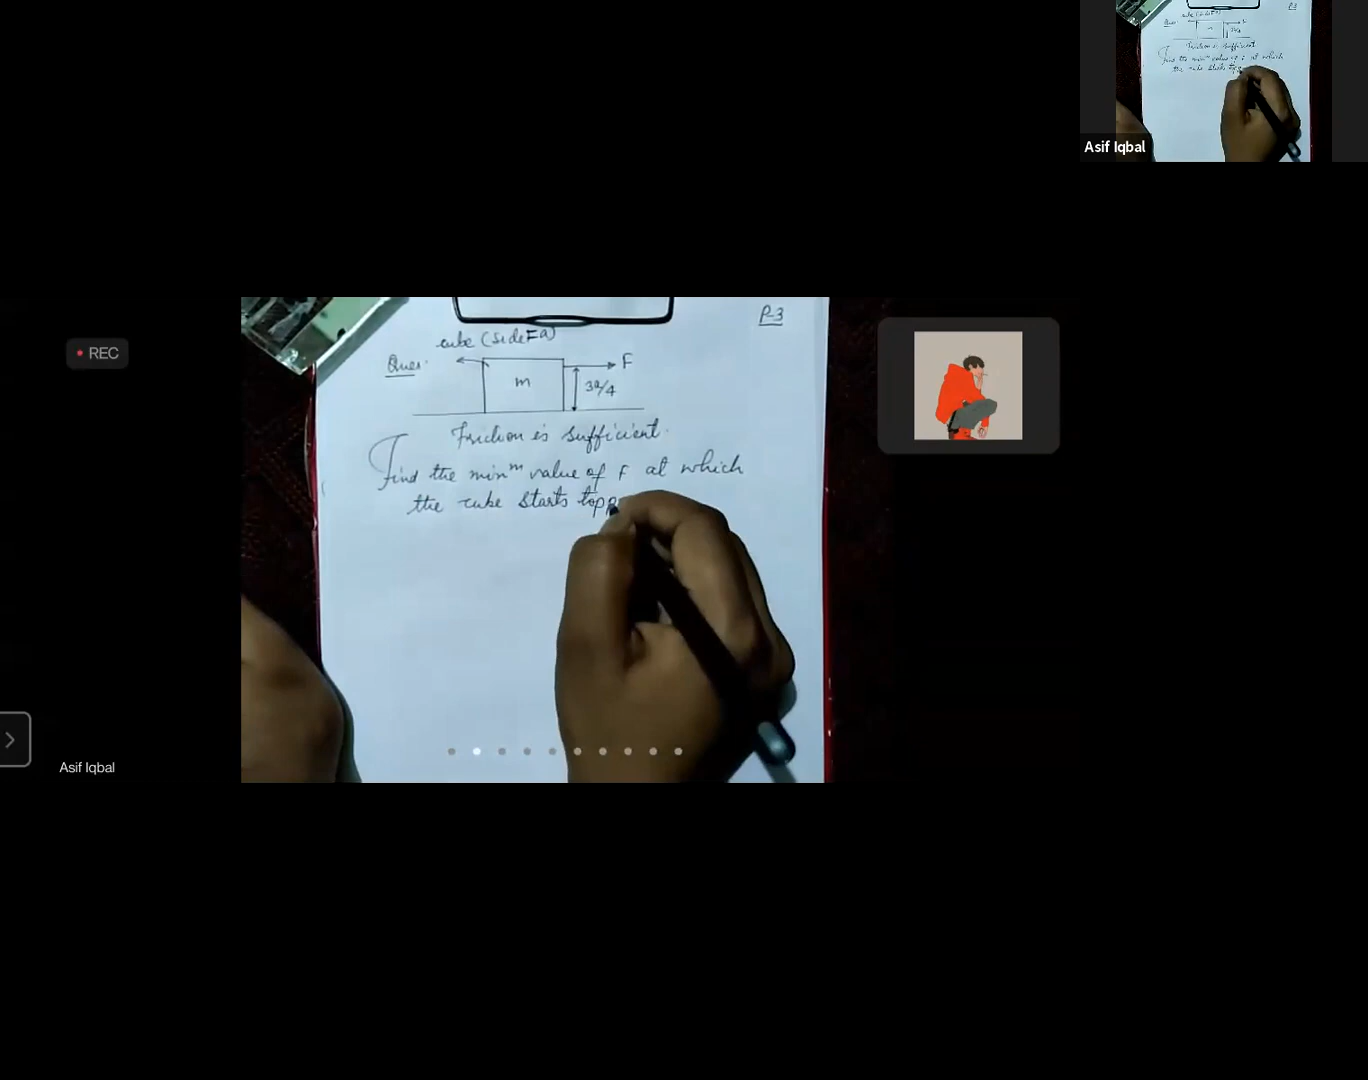 cube (side = a)
P-3
Ques.
m
F
3a/4
Friction is sufficient.
Find the minᵐ value of F at which
the cube starts topp
REC
Asif Iqbal
Asif Iqbal